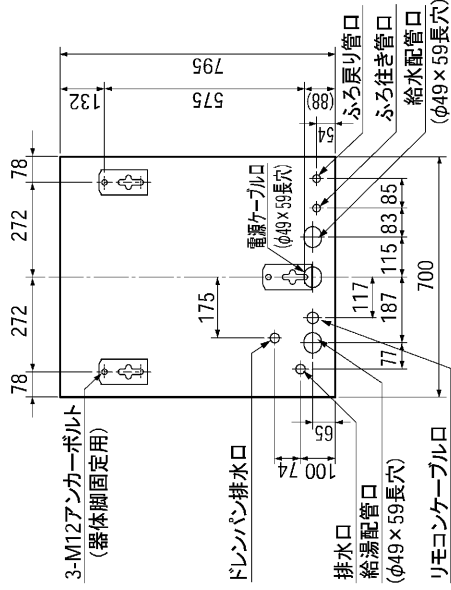 3-M12アンカーボルト
(器体脚固定用)
ドレンパン排水口
排水口
給湯配管口
(φ49×59長穴)
リモコンケーブル口
電源ケーブル口
(φ49×59長穴)
ふろ戻り管口
ふろ往き管口
給水配管口
(φ49×59長穴)
78
272
272
78
132
575
(88)
795
54
175
117
77
187
115
83
85
700
65
100
74